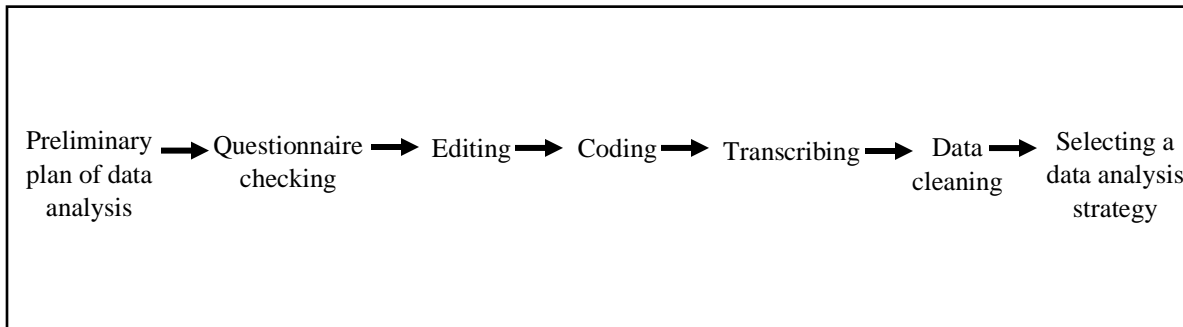 Preliminary
plan of data
analysis
Questionnaire
checking
Editing
Coding
Transcribing
Data
cleaning
Selecting a
data analysis
strategy